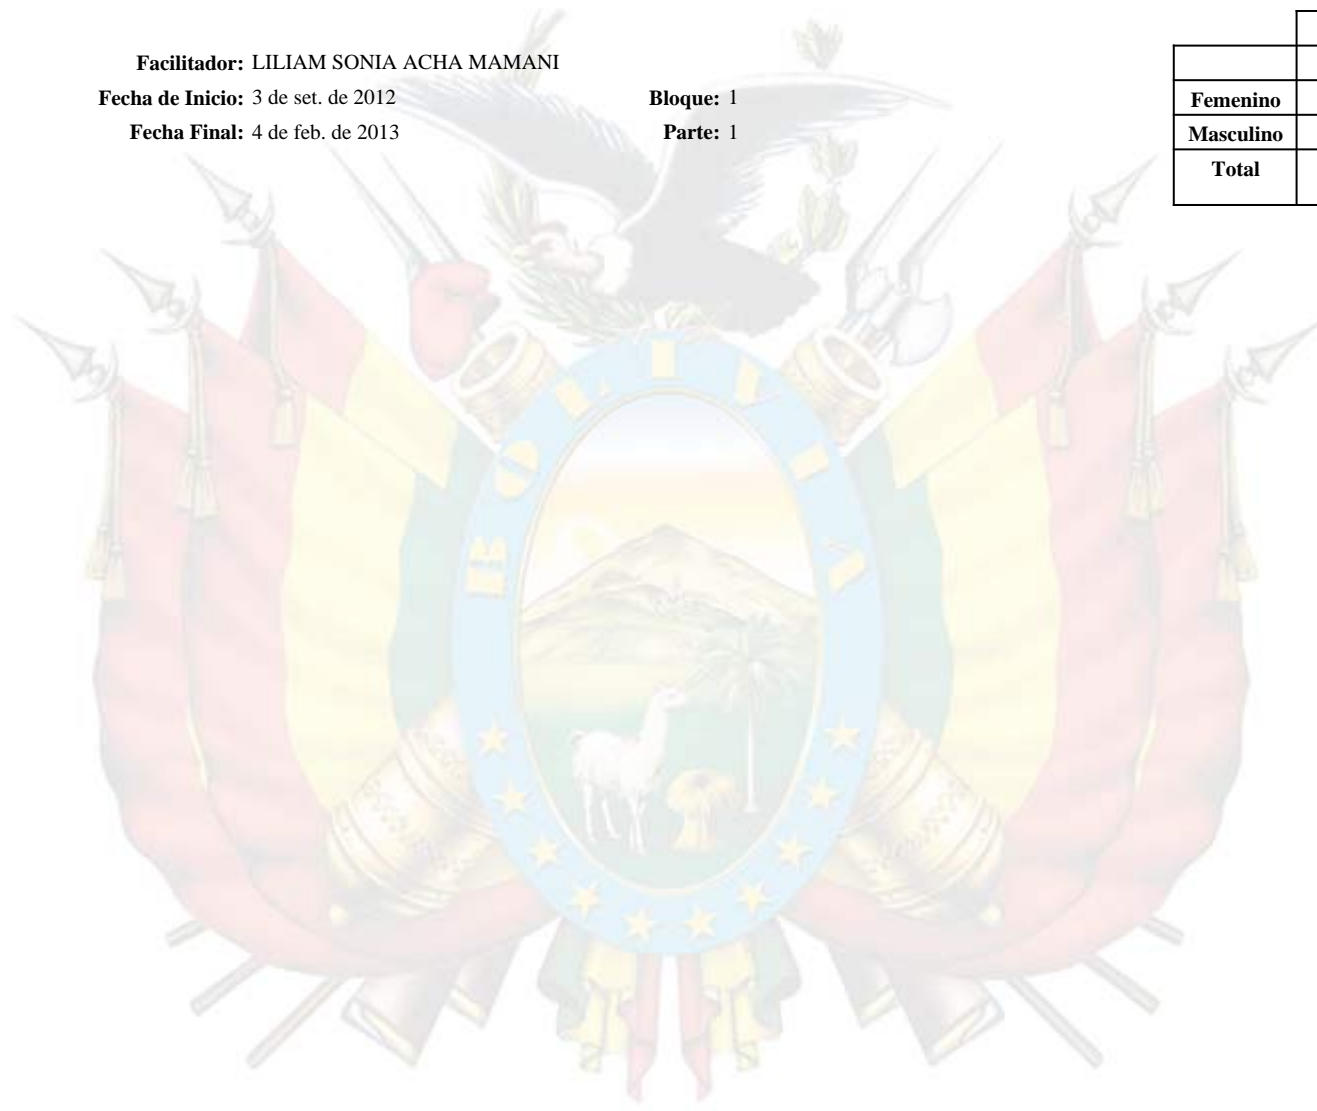 Facilitador: LILIAM SONIA ACHA MAMANI
Fecha de Inicio: 3 de set. de 2012 Bloque: 1
Fecha Final: 4 de feb. de 2013 Parte: 1
Femenino
Masculino
Total
BOLIVIA